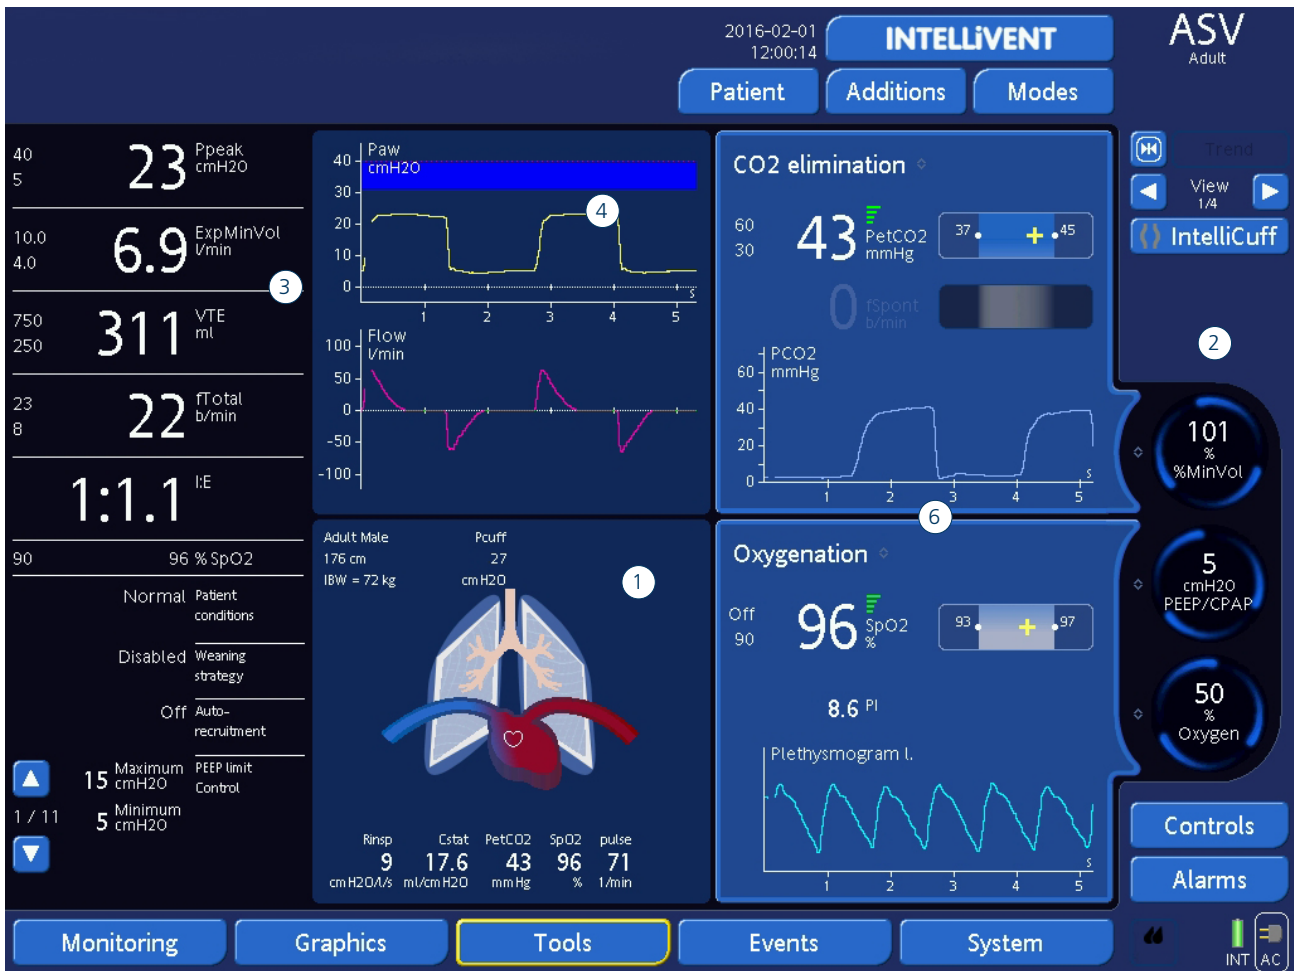 2016-02-01
12:00:14
INTELLiVENT
ASV
Adult
Patient
Additions
Modes
40
5
23
Ppeak
cmH2O
10.0
4.0
6.9
ExpMinVol
l/min
3
750
250
311
VTE
ml
23
8
22
fTotal
b/min
1:1.1
I:E
90
96 % SpO2
Normal
Patient
conditions
Disabled
Weaning
strategy
Off
Auto-
recruitment
15
Maximum
cmH2O
PEEP limit
Control
5
Minimum
cmH2O
1 / 11
Paw
cmH2O
40
30
20
10
0
4
s
1 2 3 4 5
Flow
l/min
100
50
0
-50
-100
Adult Male
176 cm
IBW = 72 kg
Pcuff
27
cmH2O
1
Rinsp Cstat PetCO2 SpO2 pulse
9 17.6 43 96 71
cmH2O/l/s ml/cmH2O mmHg % 1/min
CO2 elimination
60
30
43
PetCO2
mmHg
37
45
0
fSpont
b/min
PCO2
mmHg
60
40
20
0
s
1 2 3 4 5
6
Oxygenation
Off
90
96
SpO2
%
93
97
8.6 PI
Plethysmogram l.
s
1 2 3 4 5
Trend
View
1/4
IntelliCuff
2
101
%
%MinVol
5
cmH2O
PEEP/CPAP
50
%
Oxygen
Controls
Alarms
Monitoring
Graphics
Tools
Events
System
INT
AC